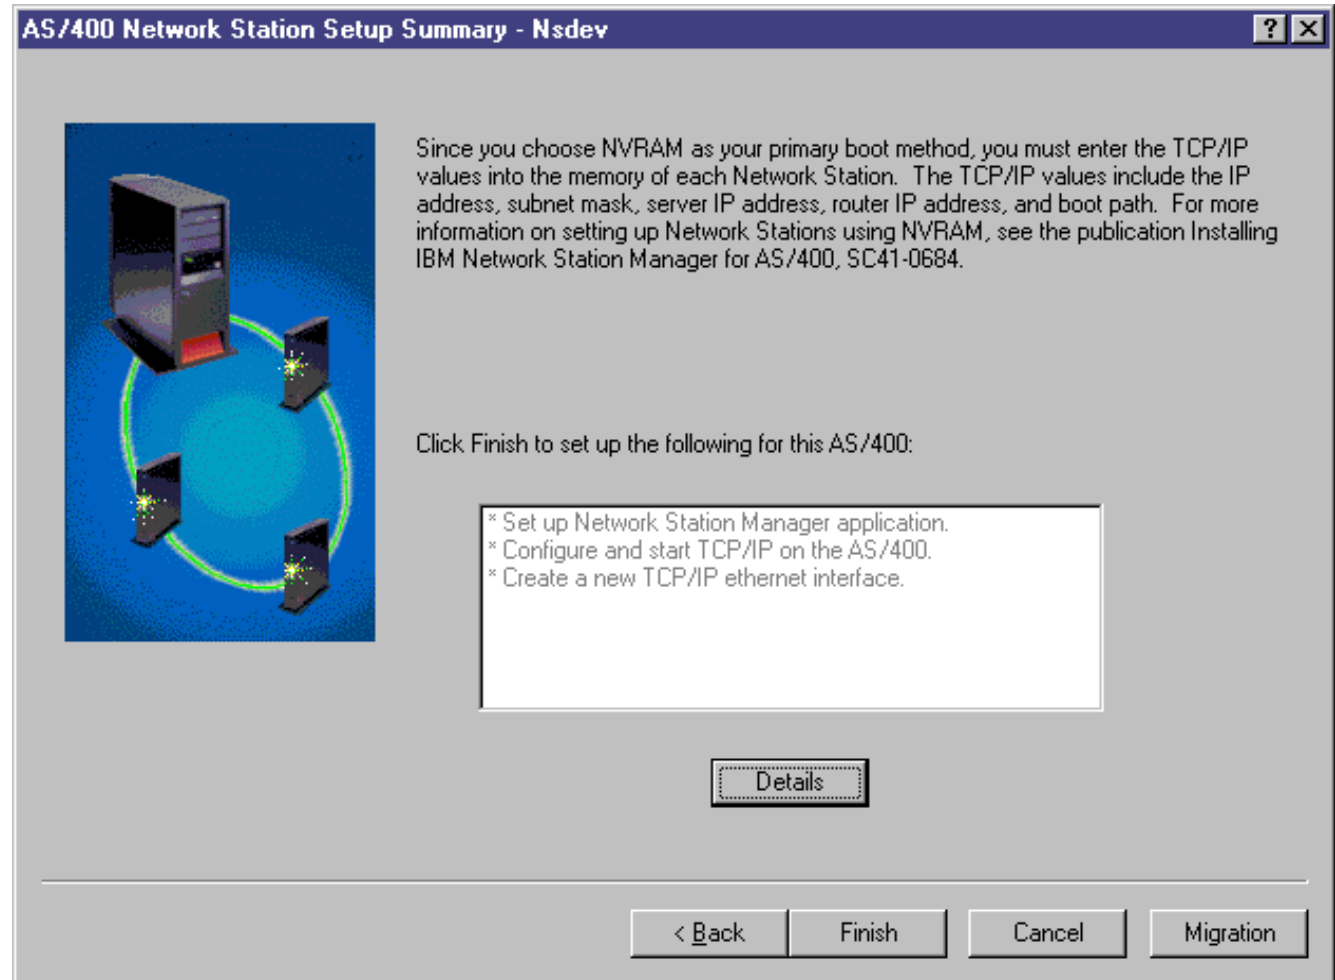 AS/400 Network Station Setup Summary - Nsdev
Since you choose NVRAM as your primary boot method, you must enter the TCP/IP
values into the memory of each Network Station.  The TCP/IP values include the IP
address, subnet mask, server IP address, router IP address, and boot path.  For more
information on setting up Network Stations using NVRAM, see the publication Installing
IBM Network Station Manager for AS/400, SC41-0684.
Click Finish to set up the following for this AS/400:
* Set up Network Station Manager application.
* Configure and start TCP/IP on the AS/400.
* Create a new TCP/IP ethernet interface.
Details
< Back Finish Cancel Migration